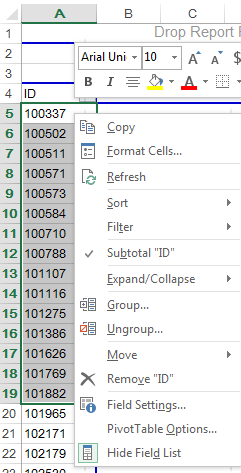 A B C
1 Drop Report F
2 Arial Uni 10 A A
3 B I A
4 ID
5 100337
6 100502 Copy
7 100511 Format Cells...
8 100571 Refresh
9 100573
10 100584 Sort
11 100710 Filter
12 100788 Subtotal "ID"
13 101107 Expand/Collapse
14 101116 Group...
15 101275
16 101386 Ungroup...
17 101626 Move
18 101769 Remove "ID"
19 101882 Field Settings...
20 101965
21 102171 PivotTable Options...
22 102179 Hide Field List